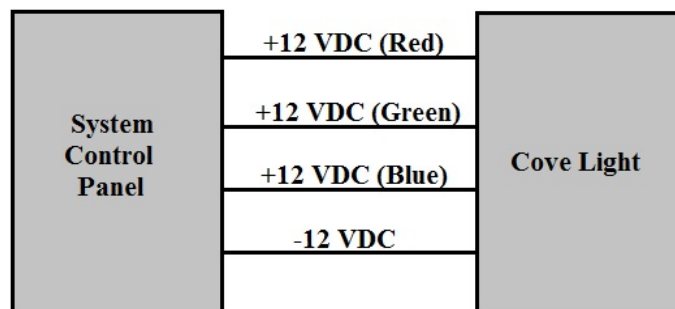 System
Control
Panel
+12 VDC (Red)
+12 VDC (Green)
+12 VDC (Blue)
-12 VDC
Cove Light